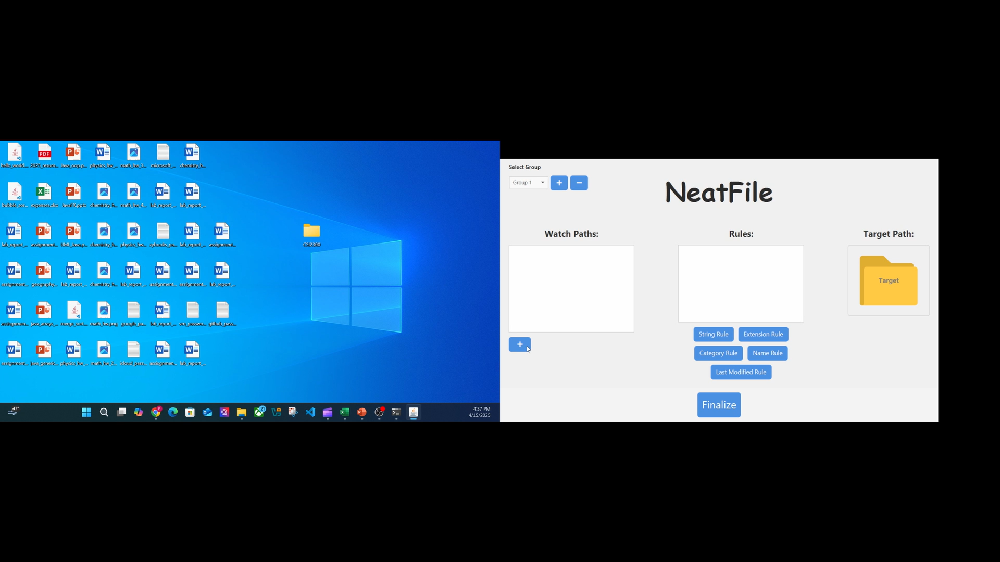 hello_world... 2025_resum... Java_oop.p... physics_hw_... math_hw_3... microsoft_... chemisty_h...
bubble_sor... expenses.xlsx JavaFX.pptx chemistry_h... math_hw_4... lab_report_... lab_report_...
lab_report_... assignment... UML_Java.p... chemistry_h... physics_hw... zybooks_pa... lab_report_... assignment... CSI2300
assignment... geography... lab_report_... chemistry_h... lab_report_... assignment... assignment... lab_report_...
assisgnmen... java_arrays_... merge_sort... math_hw.png google_pa... lab_report_... vm_passwo... github_pass...
assignment... java_generic... physics_hw_... math_hw_2... icloud_pass... assisgnmen... lab_report_...
43°
4:37 PM
4/15/2025
Select Group
Group 1 + −
NeatFile
Watch Paths: Rules: Target Path:
Target
+
String Rule Extension Rule
Category Rule Name Rule
Last Modified Rule
Finalize